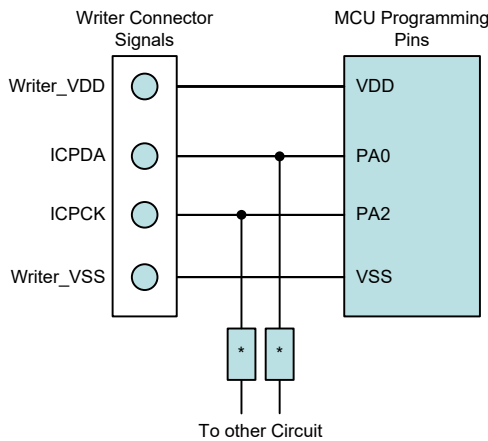 Writer Connector
Signals
MCU Programming
Pins
Writer_VDD
VDD
ICPDA
PA0
ICPCK
PA2
Writer_VSS
VSS
*
*
To other Circuit